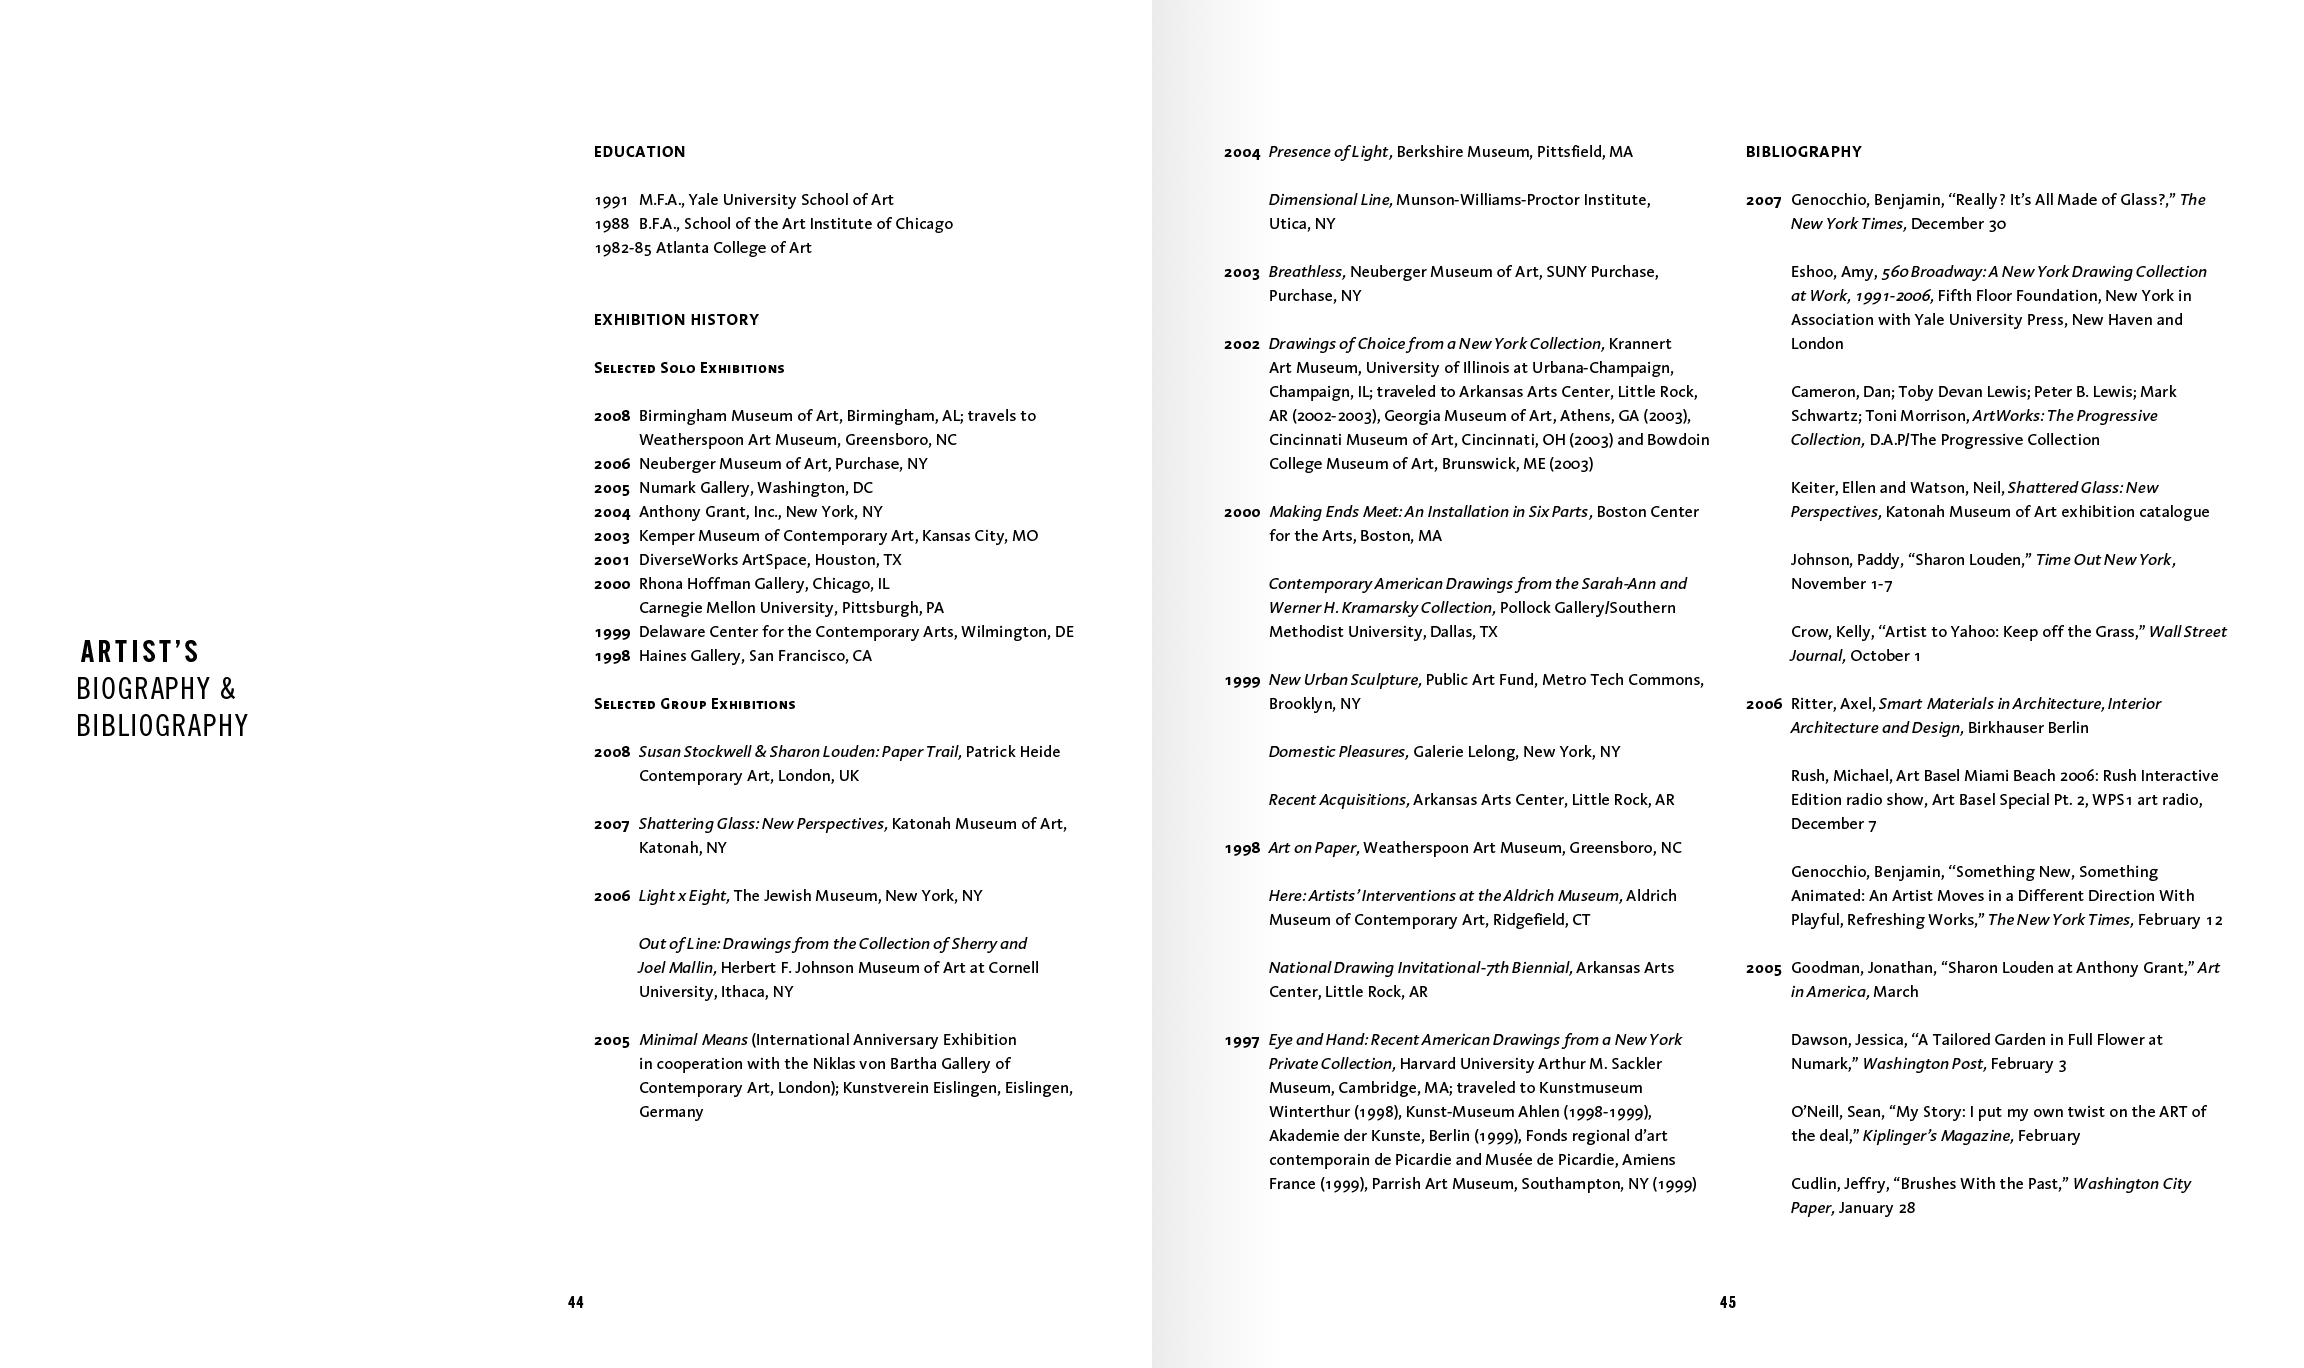 ARTIST’S
BIOGRAPHY &
BIBLIOGRAPHY
EDUCATION
1991 M.F.A., Yale University School of Art
1988 B.F.A., School of the Art Institute of Chicago
1982-85 Atlanta College of Art
EXHIBITION HISTORY
Selected Solo Exhibitions
2008 Birmingham Museum of Art, Birmingham, AL; travels to
Weatherspoon Art Museum, Greensboro, NC
2006 Neuberger Museum of Art, Purchase, NY
2005 Numark Gallery, Washington, DC
2004 Anthony Grant, Inc., New York, NY
2003 Kemper Museum of Contemporary Art, Kansas City, MO
2001 DiverseWorks ArtSpace, Houston, TX
2000 Rhona Hoffman Gallery, Chicago, IL
Carnegie Mellon University, Pittsburgh, PA
1999 Delaware Center for the Contemporary Arts, Wilmington, DE
1998 Haines Gallery, San Francisco, CA
Selected Group Exhibitions
2008 Susan Stockwell & Sharon Louden: Paper Trail, Patrick Heide
Contemporary Art, London, UK
2007 Shattering Glass: New Perspectives, Katonah Museum of Art,
Katonah, NY
2006 Light x Eight, The Jewish Museum, New York, NY
Out of Line: Drawings from the Collection of Sherry and
Joel Mallin, Herbert F. Johnson Museum of Art at Cornell
University, Ithaca, NY
2005 Minimal Means (International Anniversary Exhibition
in cooperation with the Niklas von Bartha Gallery of
Contemporary Art, London); Kunstverein Eislingen, Eislingen,
Germany
44
2004 Presence of Light, Berkshire Museum, Pittsfield, MA
Dimensional Line, Munson-Williams-Proctor Institute,
Utica, NY
2003 Breathless, Neuberger Museum of Art, SUNY Purchase,
Purchase, NY
2002 Drawings of Choice from a New York Collection, Krannert
Art Museum, University of Illinois at Urbana-Champaign,
Champaign, IL; traveled to Arkansas Arts Center, Little Rock,
AR (2002-2003), Georgia Museum of Art, Athens, GA (2003),
Cincinnati Museum of Art, Cincinnati, OH (2003) and Bowdoin
College Museum of Art, Brunswick, ME (2003)
2000 Making Ends Meet: An Installation in Six Parts, Boston Center
for the Arts, Boston, MA
Contemporary American Drawings from the Sarah-Ann and
Werner H. Kramarsky Collection, Pollock Gallery/Southern
Methodist University, Dallas, TX
1999 New Urban Sculpture, Public Art Fund, Metro Tech Commons,
Brooklyn, NY
Domestic Pleasures, Galerie Lelong, New York, NY
Recent Acquisitions, Arkansas Arts Center, Little Rock, AR
1998 Art on Paper, Weatherspoon Art Museum, Greensboro, NC
Here: Artists’ Interventions at the Aldrich Museum, Aldrich
Museum of Contemporary Art, Ridgefield, CT
National Drawing Invitational-7th Biennial, Arkansas Arts
Center, Little Rock, AR
1997 Eye and Hand: Recent American Drawings from a New York
Private Collection, Harvard University Arthur M. Sackler
Museum, Cambridge, MA; traveled to Kunstmuseum
Winterthur (1998), Kunst-Museum Ahlen (1998-1999),
Akademie der Kunste, Berlin (1999), Fonds regional d’art
contemporain de Picardie and Musée de Picardie, Amiens
France (1999), Parrish Art Museum, Southampton, NY (1999)
BIBLIOGRAPHY
2007 Genocchio, Benjamin, “Really? It’s All Made of Glass?,” The
New York Times, December 30
Eshoo, Amy, 560 Broadway: A New York Drawing Collection
at Work, 1991-2006, Fifth Floor Foundation, New York in
Association with Yale University Press, New Haven and
London
Cameron, Dan; Toby Devan Lewis; Peter B. Lewis; Mark
Schwartz; Toni Morrison, ArtWorks: The Progressive
Collection, D.A.P/The Progressive Collection
Keiter, Ellen and Watson, Neil, Shattered Glass: New
Perspectives, Katonah Museum of Art exhibition catalogue
Johnson, Paddy, “Sharon Louden,” Time Out New York,
November 1-7
Crow, Kelly, “Artist to Yahoo: Keep off the Grass,” Wall Street
Journal, October 1
2006 Ritter, Axel, Smart Materials in Architecture, Interior
Architecture and Design, Birkhauser Berlin
Rush, Michael, Art Basel Miami Beach 2006: Rush Interactive
Edition radio show, Art Basel Special Pt. 2, WPS1 art radio,
December 7
Genocchio, Benjamin, “Something New, Something
Animated: An Artist Moves in a Different Direction With
Playful, Refreshing Works,” The New York Times, February 12
2005 Goodman, Jonathan, “Sharon Louden at Anthony Grant,” Art
in America, March
Dawson, Jessica, “A Tailored Garden in Full Flower at
Numark,” Washington Post, February 3
O’Neill, Sean, “My Story: I put my own twist on the ART of
the deal,” Kiplinger’s Magazine, February
Cudlin, Jeffry, “Brushes With the Past,” Washington City
Paper, January 28
45